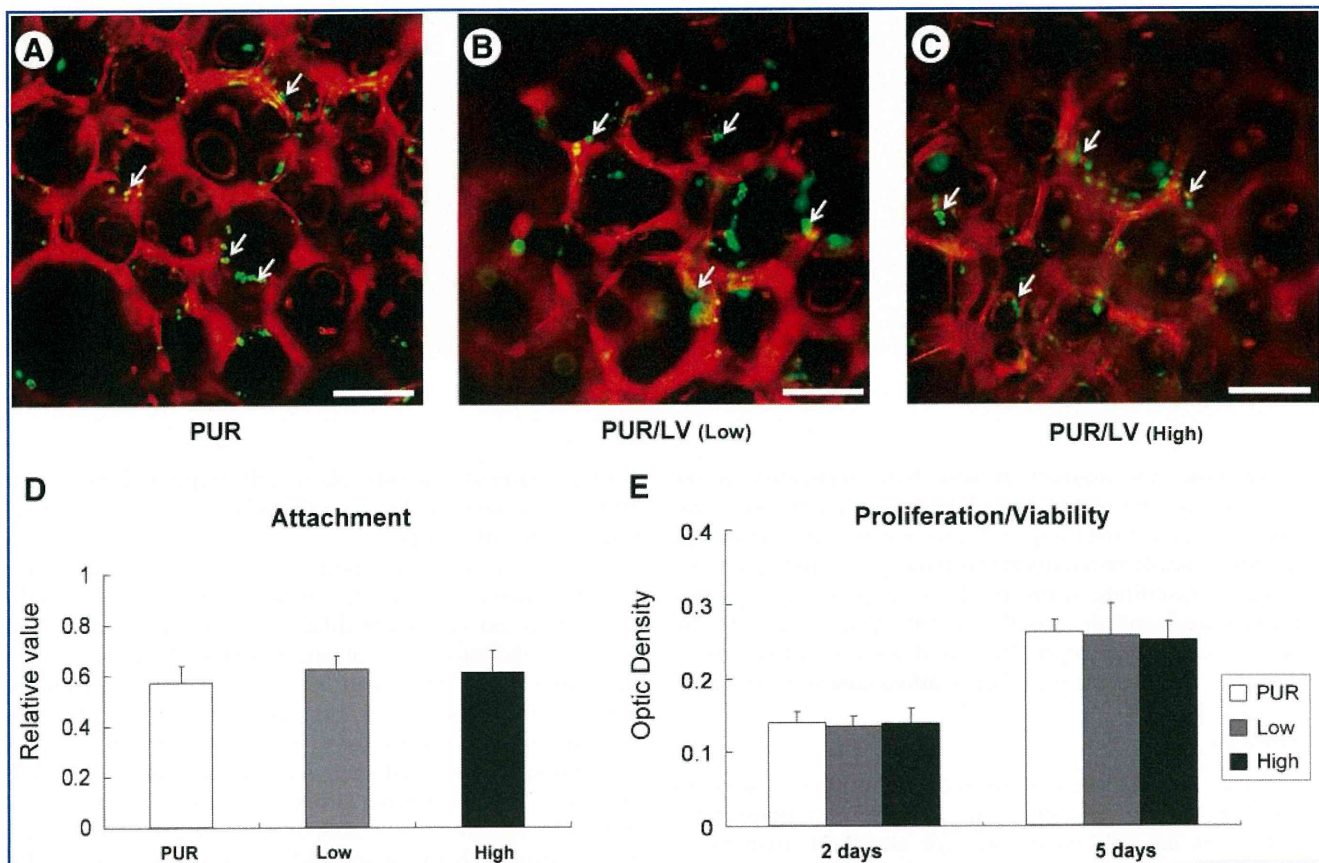 A
B
C
PUR
PUR/LV (Low)
PUR/LV (High)
D
Attachment
Relative value
1
0.8
0.6
0.4
0.2
0
PUR Low High
E
Proliferation/Viability
Optic Density
0.4
0.3
0.2
0.1
0
2 days 5 days
PUR
Low
High